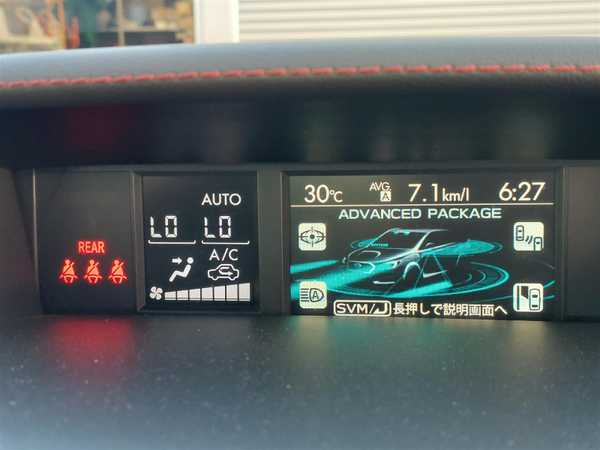 REAR
AUTO
LO LO
A/C
30℃ AVG. A 7.1km/l 6:27
ADVANCED PACKAGE
A
SVM/ 長押しで説明画面へ